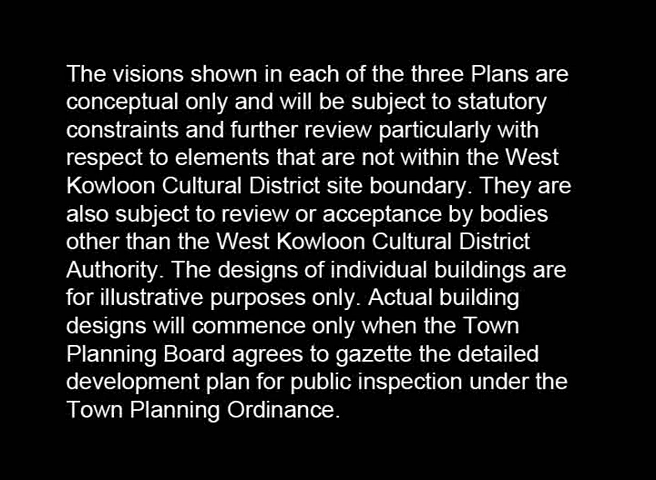 The visions shown in each of the three Plans are
conceptual only and will be subject to statutory
constraints and further review particularly with
respect to elements that are not within the West
Kowloon Cultural District site boundary. They are
also subject to review or acceptance by bodies
other than the West Kowloon Cultural District
Authority. The designs of individual buildings are
for illustrative purposes only. Actual building
designs will commence only when the Town
Planning Board agrees to gazette the detailed
development plan for public inspection under the
Town Planning Ordinance.